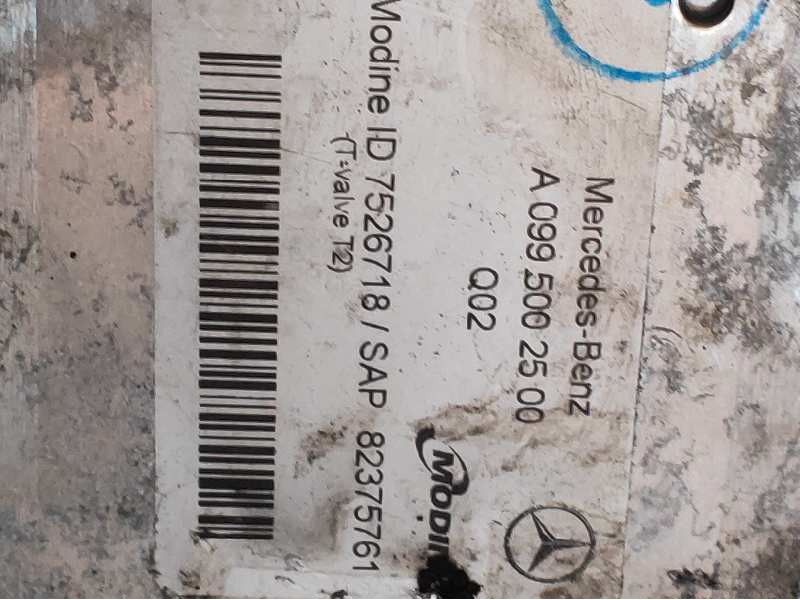 Mercedes-Benz
A 099 500 25 00
Q02
Modine ID 7526718 / SAP 82375761
(T=valve T2)